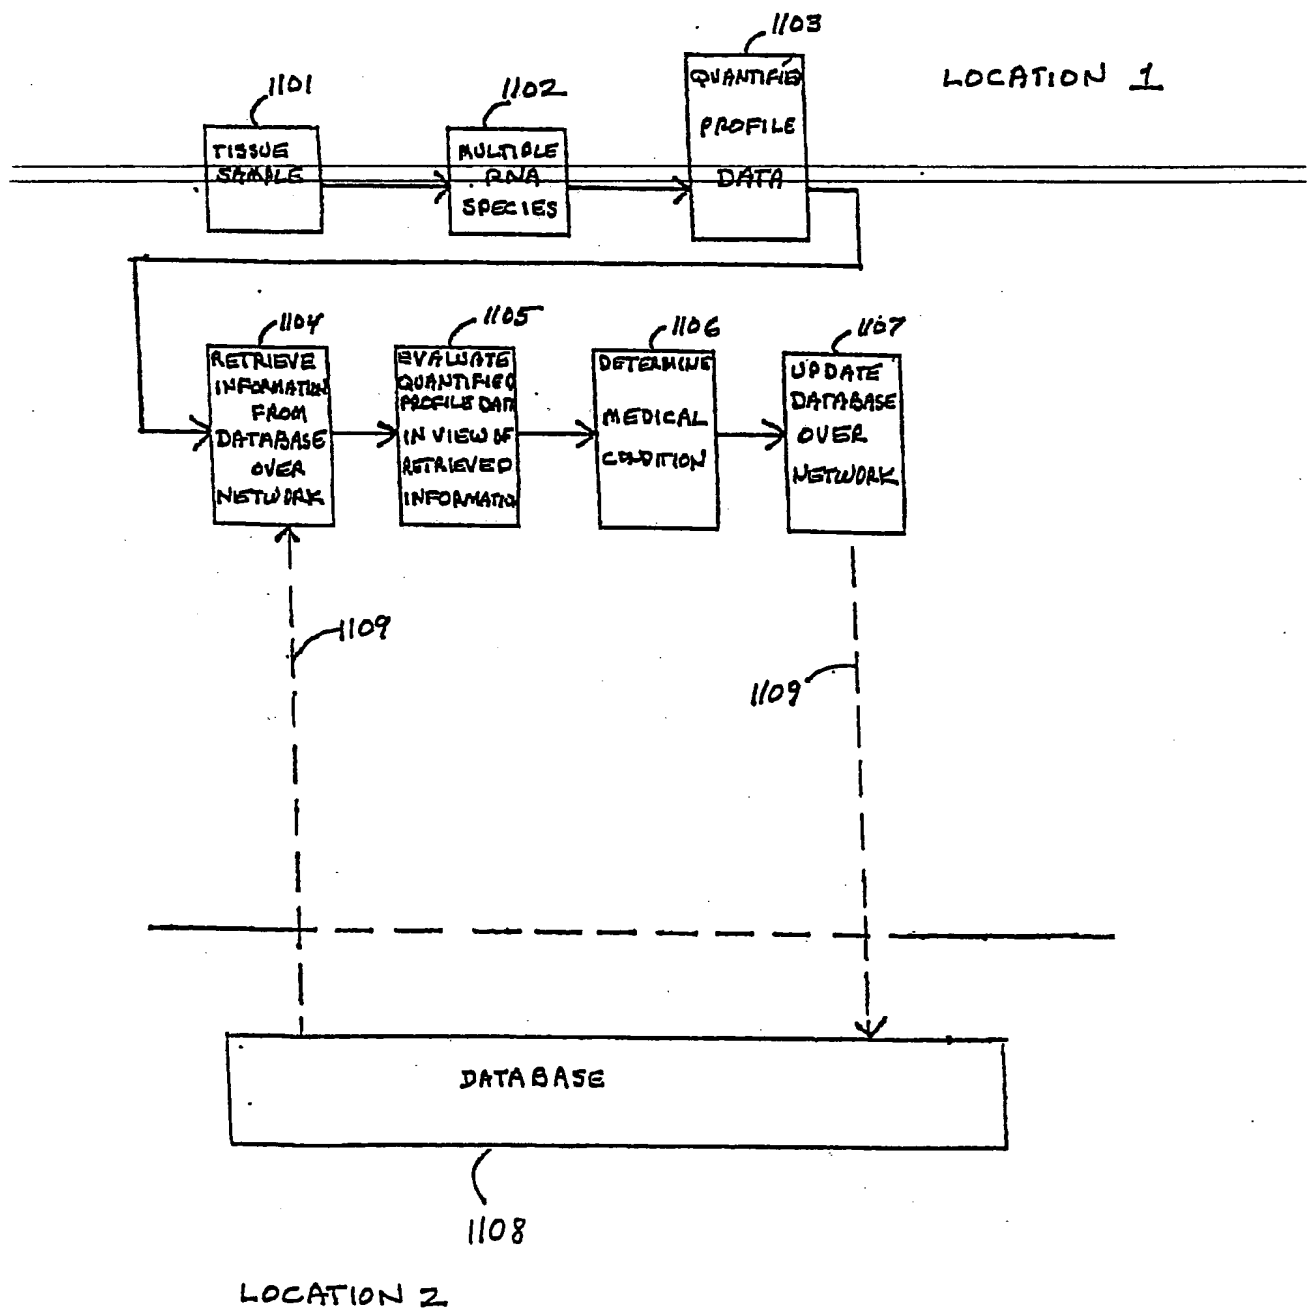 1103
LOCATION 1
1101
1102
QUANTIFIED
PROFILE
DATA
TISSUE
SAMPLE
MULTIPLE
RNA
SPECIES
1104
1105
1106
1107
RETRIEVE
INFORMATION
FROM
DATABASE
OVER
NETWORK
EVALUATE
QUANTIFIED
PROFILE DATA
IN VIEW OF
RETRIEVED
INFORMATIO
DETERMINE
MEDICAL
CONDITION
UPDATE
DATABASE
OVER
NETWORK
1109
1109
DATABASE
1108
LOCATION 2